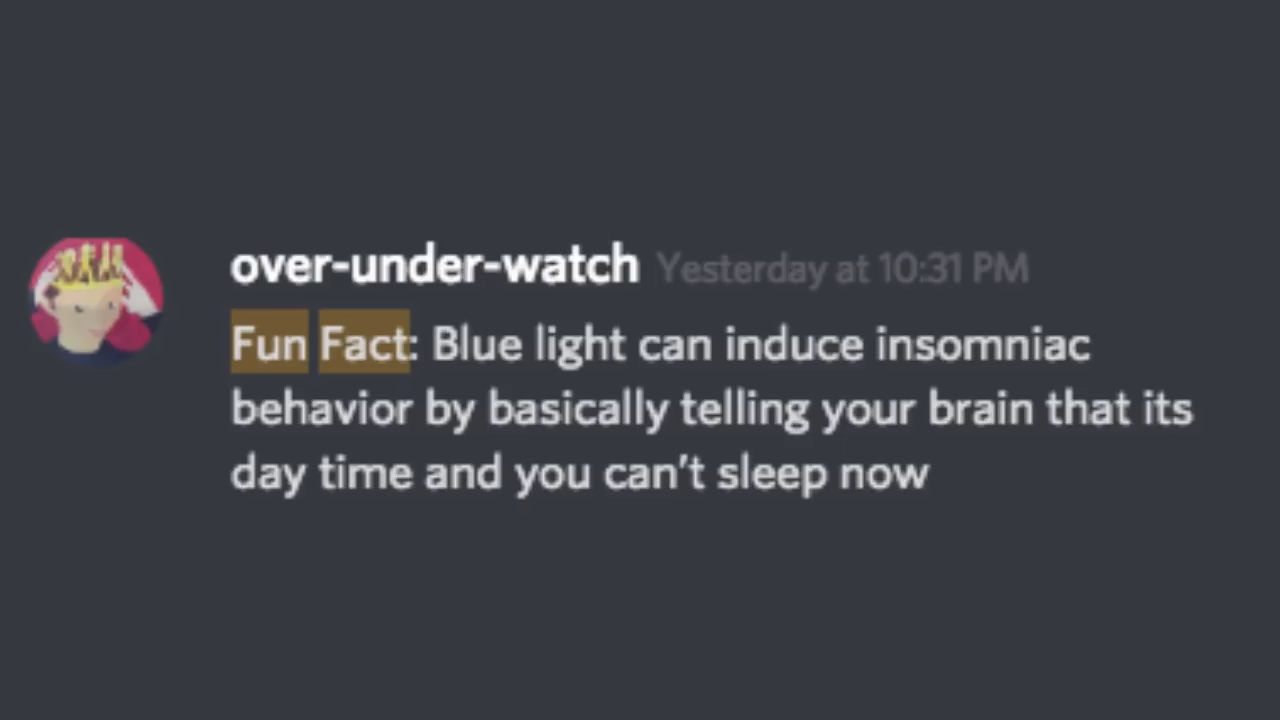 over-under-watch Yesterday at 10:31 PM
Fun Fact: Blue light can induce insomniac
behavior by basically telling your brain that its
day time and you can't sleep now